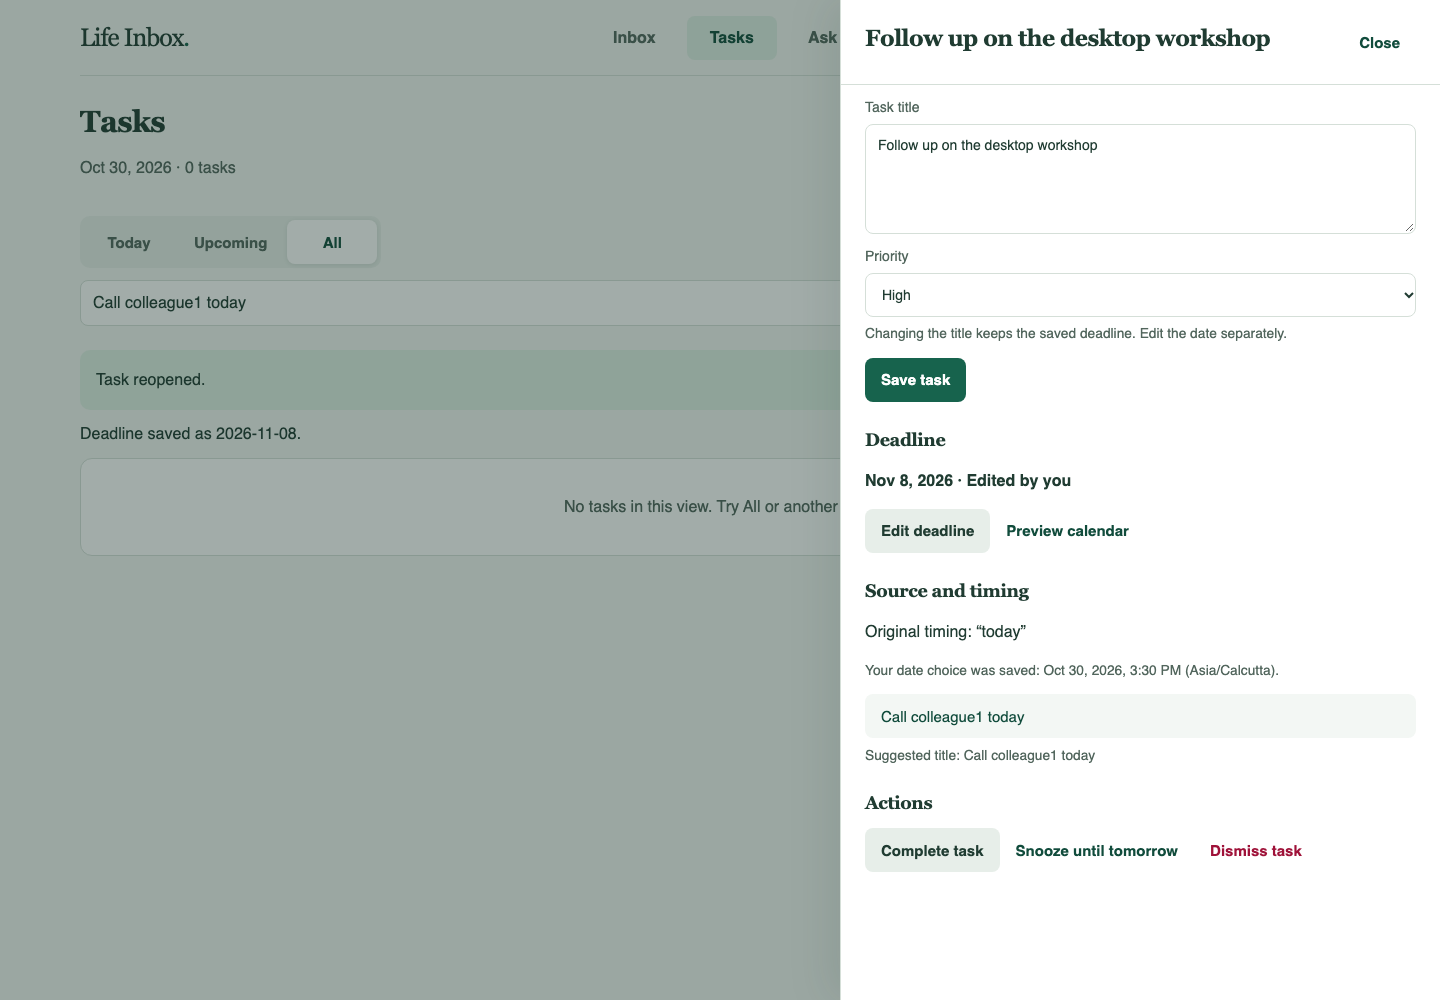 Life Inbox.
Inbox
Tasks
Ask
Tasks
Oct 30, 2026 · 0 tasks
Today
Upcoming
All
Call colleague1 today
Task reopened.
Deadline saved as 2026-11-08.
No tasks in this view. Try All or another
Follow up on the desktop workshop
Close
Task title
Follow up on the desktop workshop
Priority
High
Changing the title keeps the saved deadline. Edit the date separately.
Save task
Deadline
Nov 8, 2026 · Edited by you
Edit deadline
Preview calendar
Source and timing
Original timing: “today”
Your date choice was saved: Oct 30, 2026, 3:30 PM (Asia/Calcutta).
Call colleague1 today
Suggested title: Call colleague1 today
Actions
Complete task
Snooze until tomorrow
Dismiss task